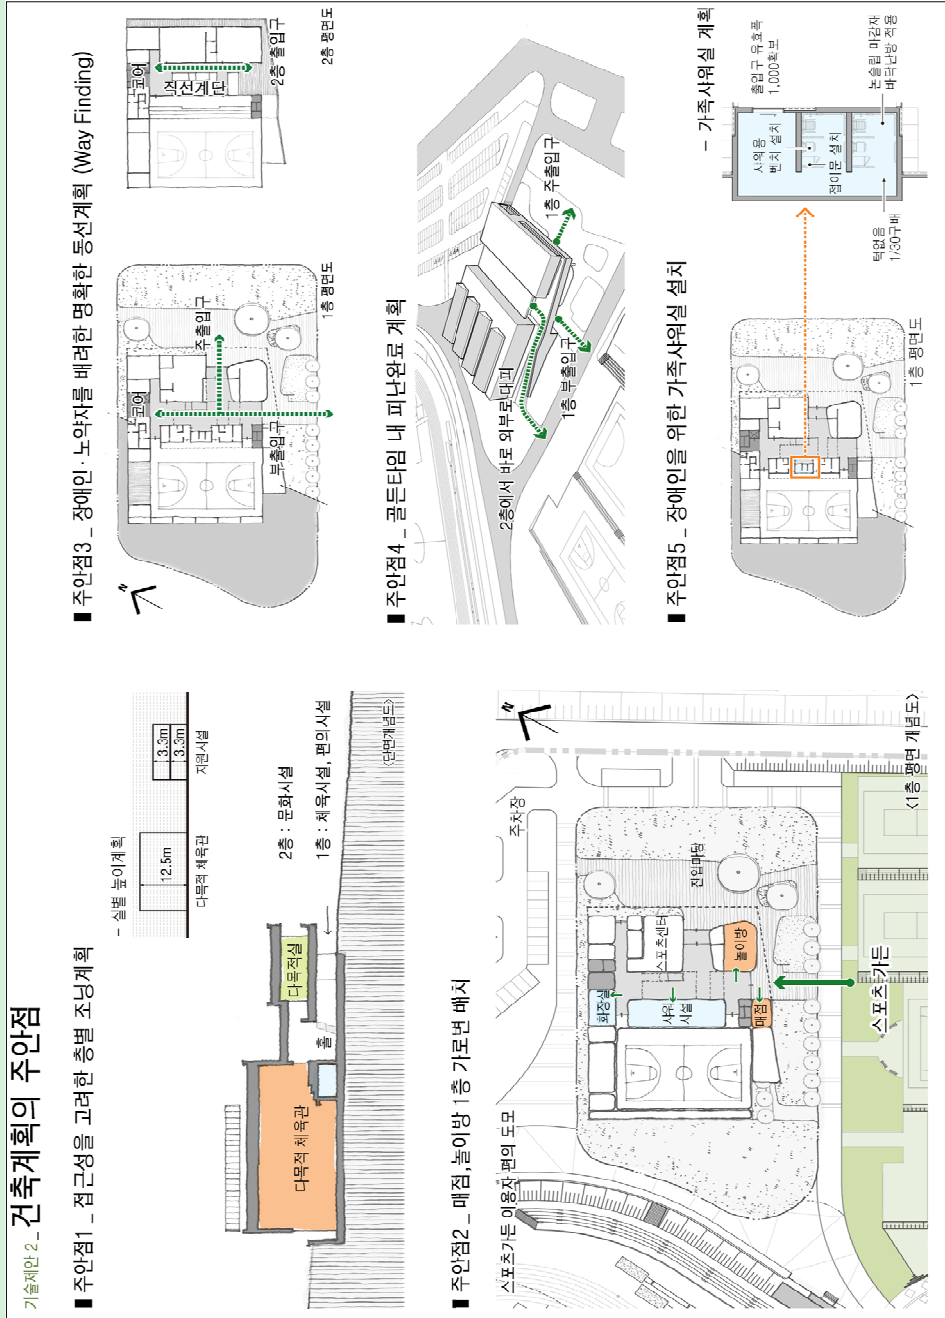 기술제안 2_ 건축계획의 주안점
■ 주안점1 _ 접근성을 고려한 층별 조닝계획
- 실별 높이계획
12.5m
다목적 체육관
3.3m
3.3m
지원시설
다목적 체육관
다목적실
홀
2층 : 문화시설
1층 : 체육시설, 편의시설
<단면개념도>
■ 주안점2 _ 매점,놀이방 1층 가로변 배치
스포츠가든 이용자 편의 도모
N
주차장
진입마당
화장실
샤워
시설
스포츠센터
놀이방
매점
스포츠 가든
<1층 평면 개념도>
■ 주안점3 _ 장애인·노약자를 배려한 명확한 동선계획 (Way Finding)
N
코어
주출입구
부출입구
1층 평면도
코어
직선계단
2층 출입구
2층 평면도
■ 주안점4 _ 골든타임 내 피난완료 계획
2층에서 바로 외부로 대피
1층 부출입구
1층 주출입구
■ 주안점5 _ 장애인을 위한 가족샤워실 설치
1층 평면도
- 가족샤워실 계획
출입구 유효폭
1,000확보
샤워용
벤치 설치
접이문 설치
논슬립 마감재
바닥난방 적용
턱없음
1/30구배